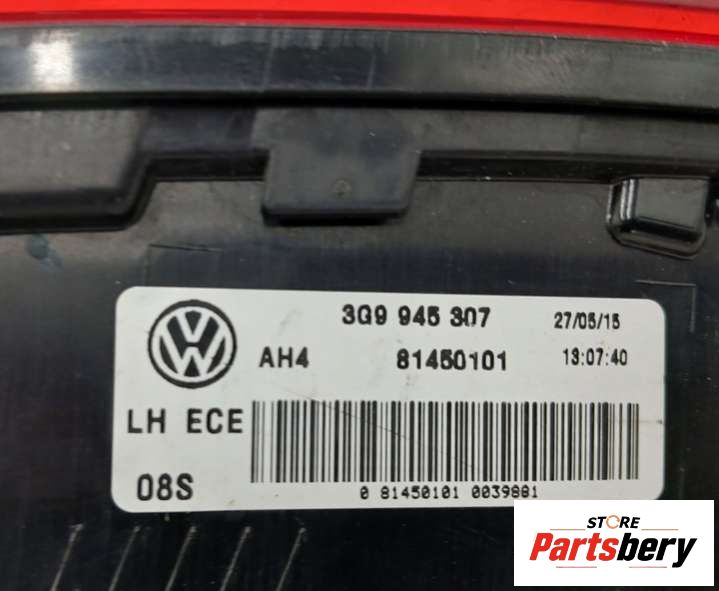 3G9 945 307 27/05/15
AH4 81450101 13:07:40
LH ECE
08S
0 81450101 0039881
STORE
Partsbery